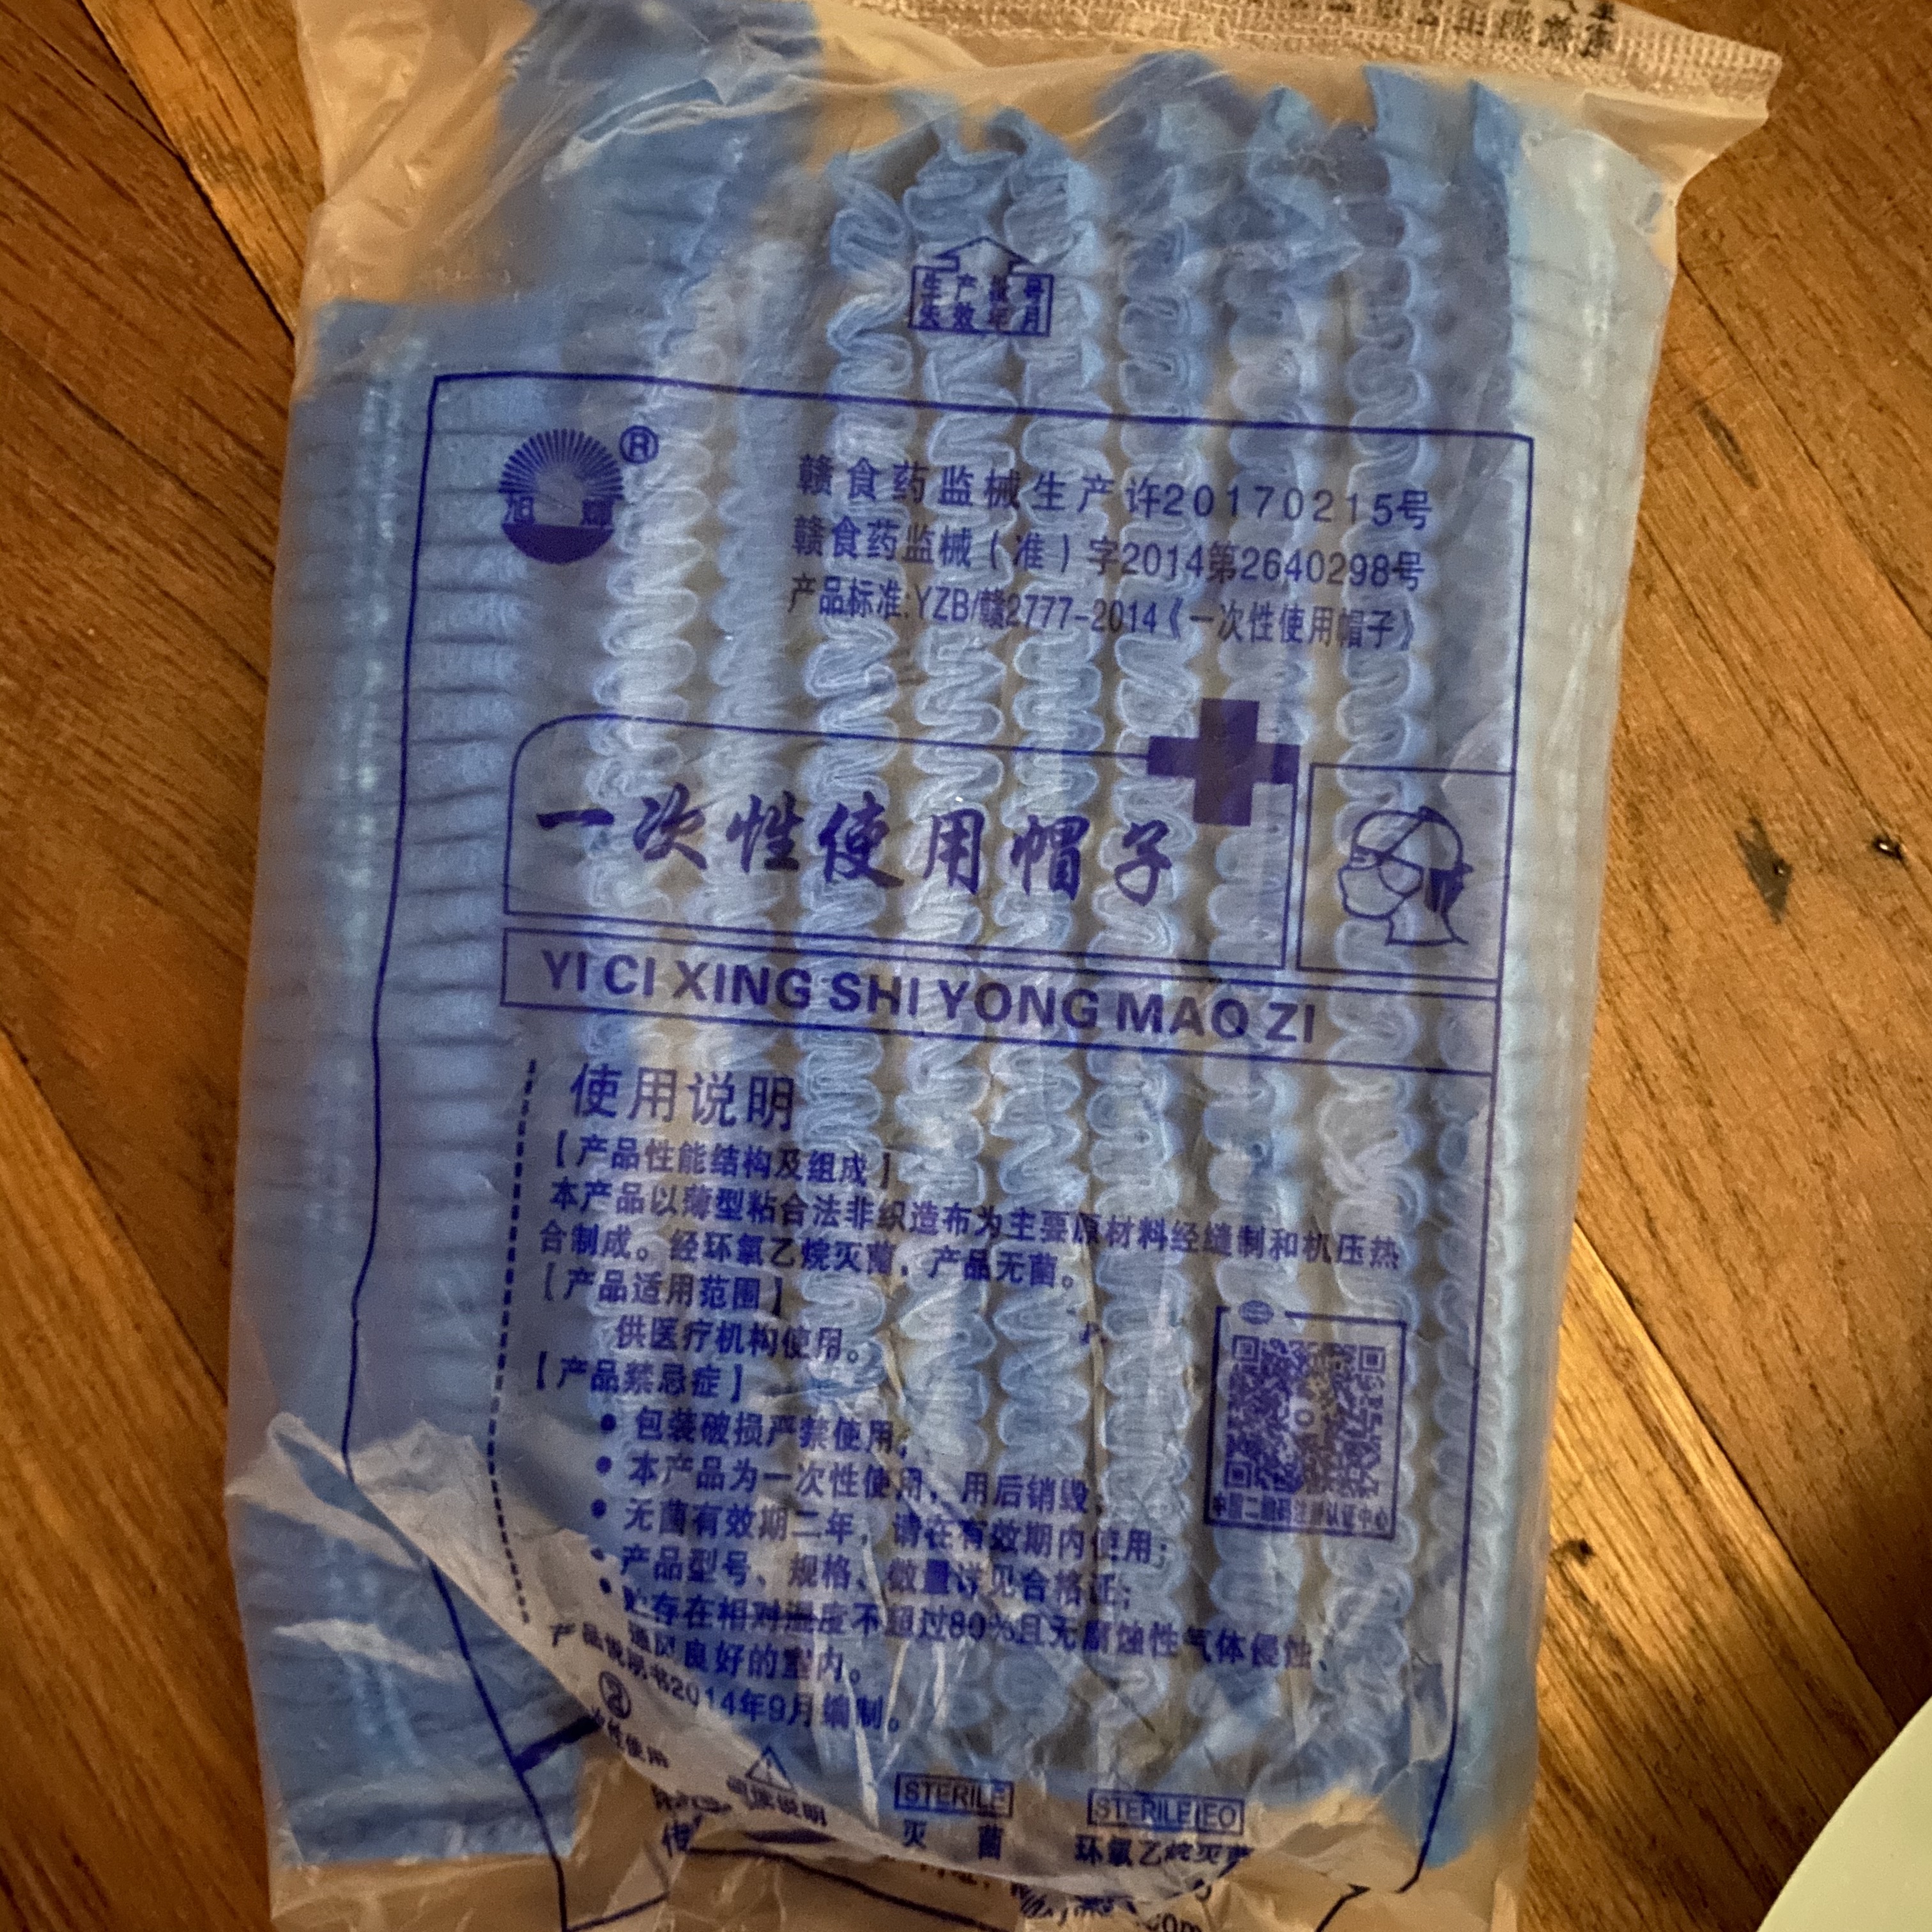 生产批号
失效年月
®
旭
赣食药监械生产许20170215号
赣食药监械（准）字2014第2640298号
产品标准:YZB/赣2777-2014《一次性使用帽子》
一次性使用帽子
YI CI XING SHI YONG MAO ZI
使用说明
【产品性能结构及组成】
本产品以薄型粘合法非织造布为主要原材料经缝制和机压热
合制成。经环氧乙烷灭菌，产品无菌。
【产品适用范围】
供医疗机构使用。
【产品禁忌症】
● 包装破损严禁使用；
● 本产品为一次性使用，用后销毁；
● 无菌有效期二年，请在有效期内使用；
● 产品型号、规格、数量详见合格证；
● 贮存在相对湿度不超过80%且无腐蚀性气体侵蚀、
通风良好的室内。
产品说明书2014年9月编制。
②
次性使用
STERILE
灭 菌
STERILE EO
环氧乙烷灭菌